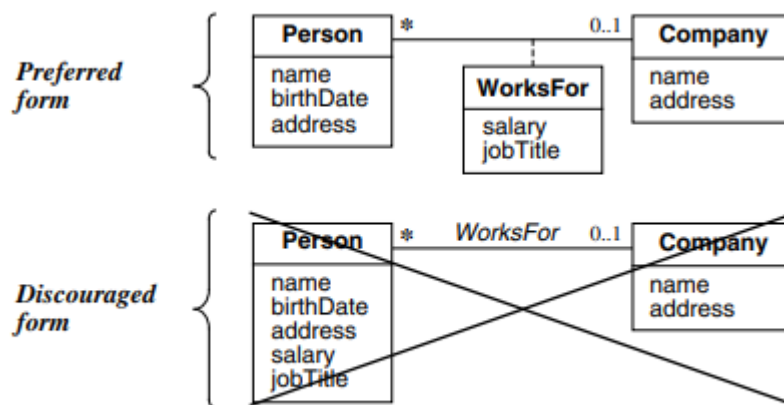 Preferred
form
Person
name
birthDate
address
*
0..1
WorksFor
salary
jobTitle
Company
name
address
Discouraged
form
Person
name
birthDate
address
salary
jobTitle
*
WorksFor
0..1
Company
name
address